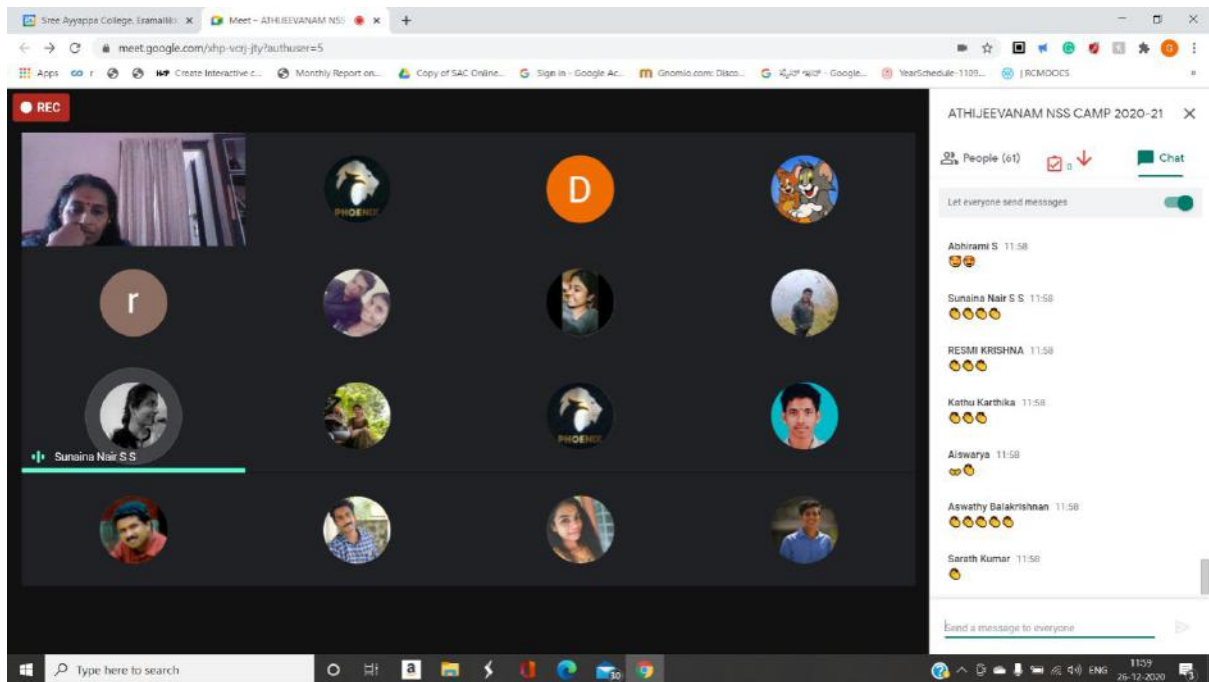 Sree Ayyappa College, Eramallik
Meet – ATHIJEEVANAM NSS
meet.google.com/xhp-vcrj-jty?authuser=5
G
Apps
Create Interactive c...
Monthly Report on...
Copy of SAC Online...
Sign in - Google Ac...
Gnomio.com: Disco...
- Google...
YearSchedule-1109...
| RCMOOCS
REC
ATHIJEEVANAM NSS CAMP 2020-21
People (61)
Chat
Let everyone send messages
PHOENIX
D
r
Sunaina Nair S S
PHOENIX
Abhirami S 11:58
Sunaina Nair S S 11:58
RESMI KRISHNA 11:58
Kathu Karthika 11:58
Aiswarya 11:58
Aswathy Balakrishnan 11:58
Sarath Kumar 11:58
Send a message to everyone
Type here to search
a
30
ENG
11:59
26-12-2020